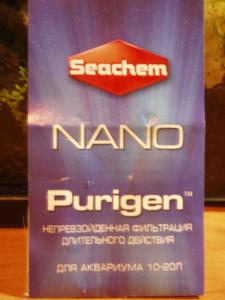 Seachem
NANO
Purigen™
НЕПРЕВЗОЙДЕННАЯ ФИЛЬТРАЦИЯ
ДЛИТЕЛЬНОГО ДЕЙСТВИЯ
ДЛЯ АКВАРИУМА 10-20Л